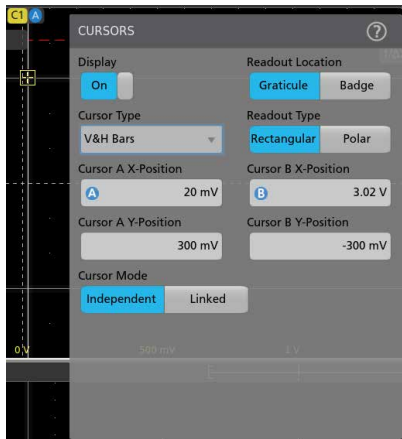 C1 A
CURSORS ?
Display
Readout Location
On
Graticule Badge
Cursor Type
Readout Type
V&H Bars
Rectangular Polar
Cursor A X-Position
Cursor B X-Position
A 20 mV
B 3.02 V
Cursor A Y-Position
Cursor B Y-Position
300 mV
-300 mV
Cursor Mode
Independent Linked
0 V 500 mV 1 V